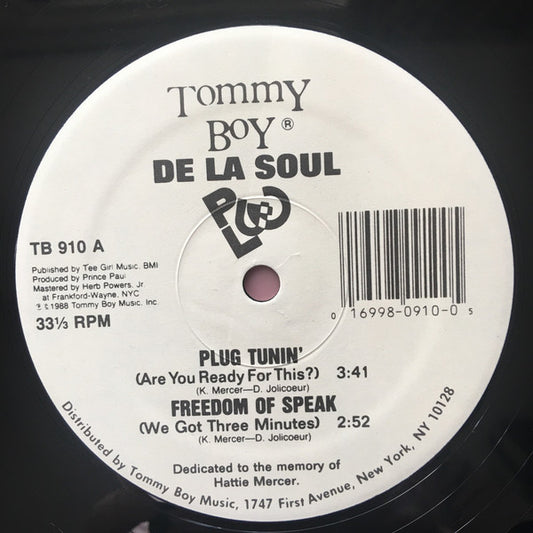 TOMMY
BOY®
DE LA SOUL
PLUG
TB 910 A
Published by Tee Girl Music. BMI
Produced by Prince Paul
Mastered by Herb Powers, Jr.
at Frankford-Wayne, NYC
℗ © 1988 Tommy Boy Music. Inc.
33⅓ RPM
0 16998-0910-0 5
PLUG TUNIN'
(Are You Ready For This?) 3:41
(K. Mercer—D. Jolicoeur)
FREEDOM OF SPEAK
(We Got Three Minutes) 2:52
(K. Mercer—D. Jolicoeur)
Dedicated to the memory of
Hattie Mercer.
Distributed by Tommy Boy Music, 1747 First Avenue, New York, NY 10128